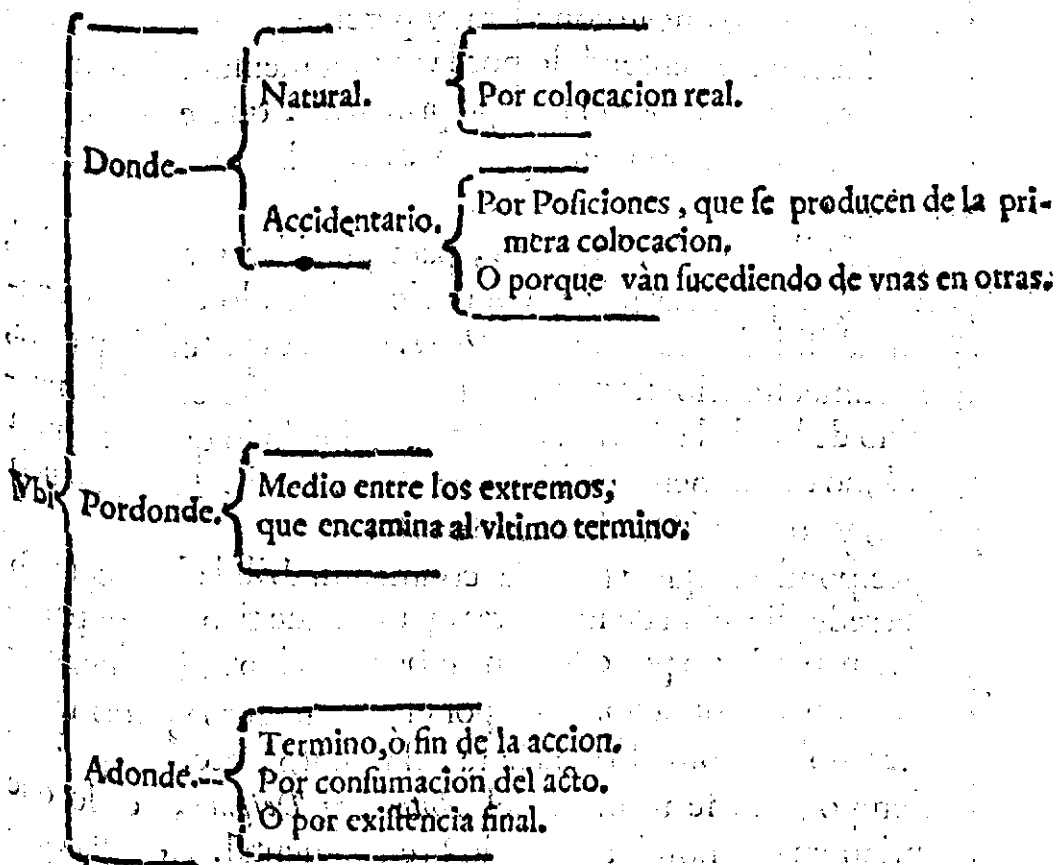 Natural.
Por colocacion real.
Donde.
Accidentario.
Por Poſiciones, que ſe producèn de la pri-
mera colocacion.
O porque vàn ſucediendo de vnas en otras.
Vbi
Pordonde.
Medio entre los extremos,
que encamina al vltimo termino.
Adonde.
Termino, ò fin de la accion.
Por conſumacion del acto.
O por exiſtencia final.